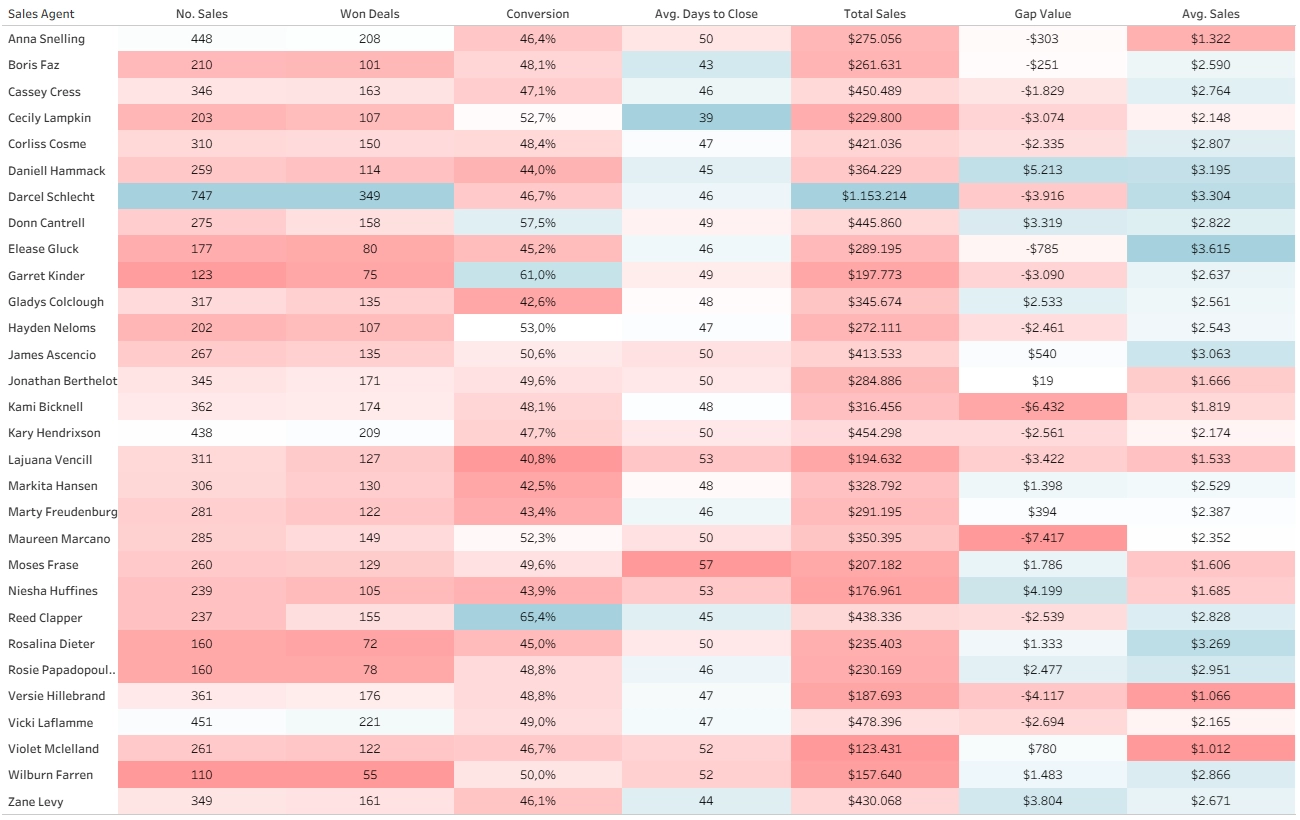 Sales Agent No. Sales Won Deals Conversion Avg. Days to Close Total Sales Gap Value Avg. Sales
Anna Snelling 448 208 46,4% 50 $275.056 -$303 $1.322
Boris Faz 210 101 48,1% 43 $261.631 -$251 $2.590
Cassey Cress 346 163 47,1% 46 $450.489 -$1.829 $2.764
Cecily Lampkin 203 107 52,7% 39 $229.800 -$3.074 $2.148
Corliss Cosme 310 150 48,4% 47 $421.036 -$2.335 $2.807
Daniell Hammack 259 114 44,0% 45 $364.229 $5.213 $3.195
Darcel Schlecht 747 349 46,7% 46 $1.153.214 -$3.916 $3.304
Donn Cantrell 275 158 57,5% 49 $445.860 $3.319 $2.822
Elease Gluck 177 80 45,2% 46 $289.195 -$785 $3.615
Garret Kinder 123 75 61,0% 49 $197.773 -$3.090 $2.637
Gladys Colclough 317 135 42,6% 48 $345.674 $2.533 $2.561
Hayden Neloms 202 107 53,0% 47 $272.111 -$2.461 $2.543
James Ascencio 267 135 50,6% 50 $413.533 $540 $3.063
Jonathan Berthelot 345 171 49,6% 50 $284.886 $19 $1.666
Kami Bicknell 362 174 48,1% 48 $316.456 -$6.432 $1.819
Kary Hendrixson 438 209 47,7% 50 $454.298 -$2.561 $2.174
Lajuana Vencill 311 127 40,8% 53 $194.632 -$3.422 $1.533
Markita Hansen 306 130 42,5% 48 $328.792 $1.398 $2.529
Marty Freudenburg 281 122 43,4% 46 $291.195 $394 $2.387
Maureen Marcano 285 149 52,3% 50 $350.395 -$7.417 $2.352
Moses Frase 260 129 49,6% 57 $207.182 $1.786 $1.606
Niesha Huffines 239 105 43,9% 53 $176.961 $4.199 $1.685
Reed Clapper 237 155 65,4% 45 $438.336 -$2.539 $2.828
Rosalina Dieter 160 72 45,0% 50 $235.403 $1.333 $3.269
Rosie Papadopoul.. 160 78 48,8% 46 $230.169 $2.477 $2.951
Versie Hillebrand 361 176 48,8% 47 $187.693 -$4.117 $1.066
Vicki Laflamme 451 221 49,0% 47 $478.396 -$2.694 $2.165
Violet Mclelland 261 122 46,7% 52 $123.431 $780 $1.012
Wilburn Farren 110 55 50,0% 52 $157.640 $1.483 $2.866
Zane Levy 349 161 46,1% 44 $430.068 $3.804 $2.671